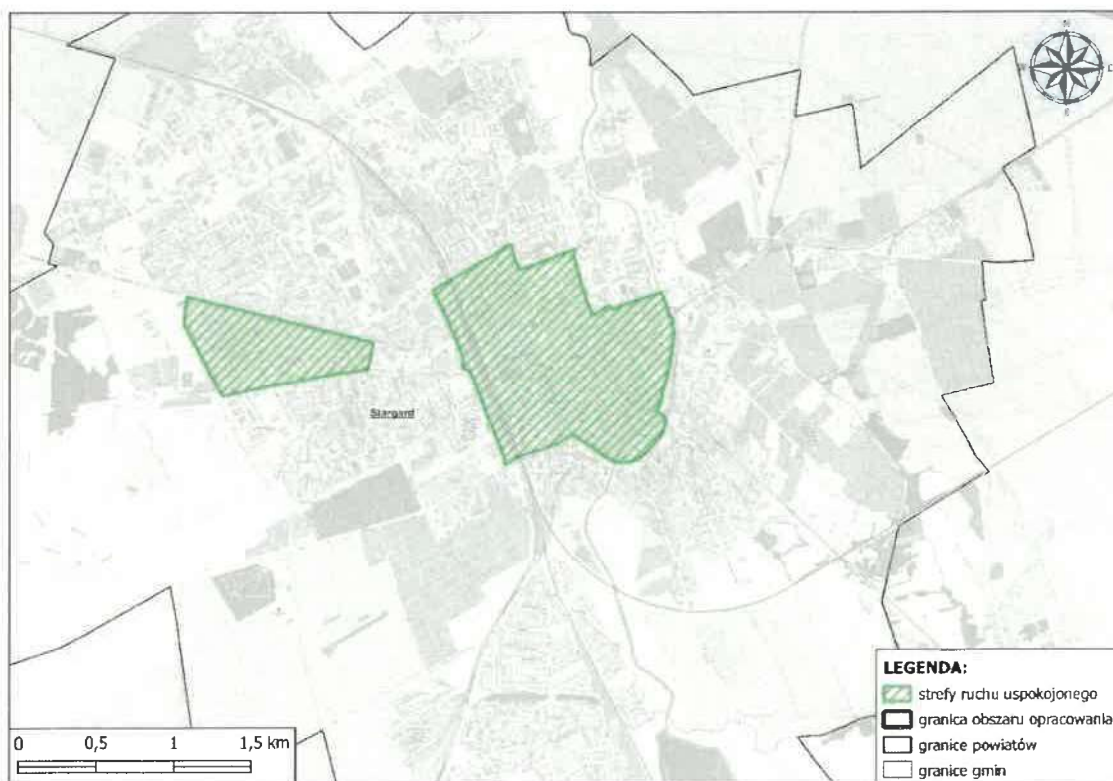 N
Stargard
LEGENDA:
strefy ruchu uspokojonego
granica obszaru opracowania
granice powiatów
granice gmin
0 0,5 1 1,5 km